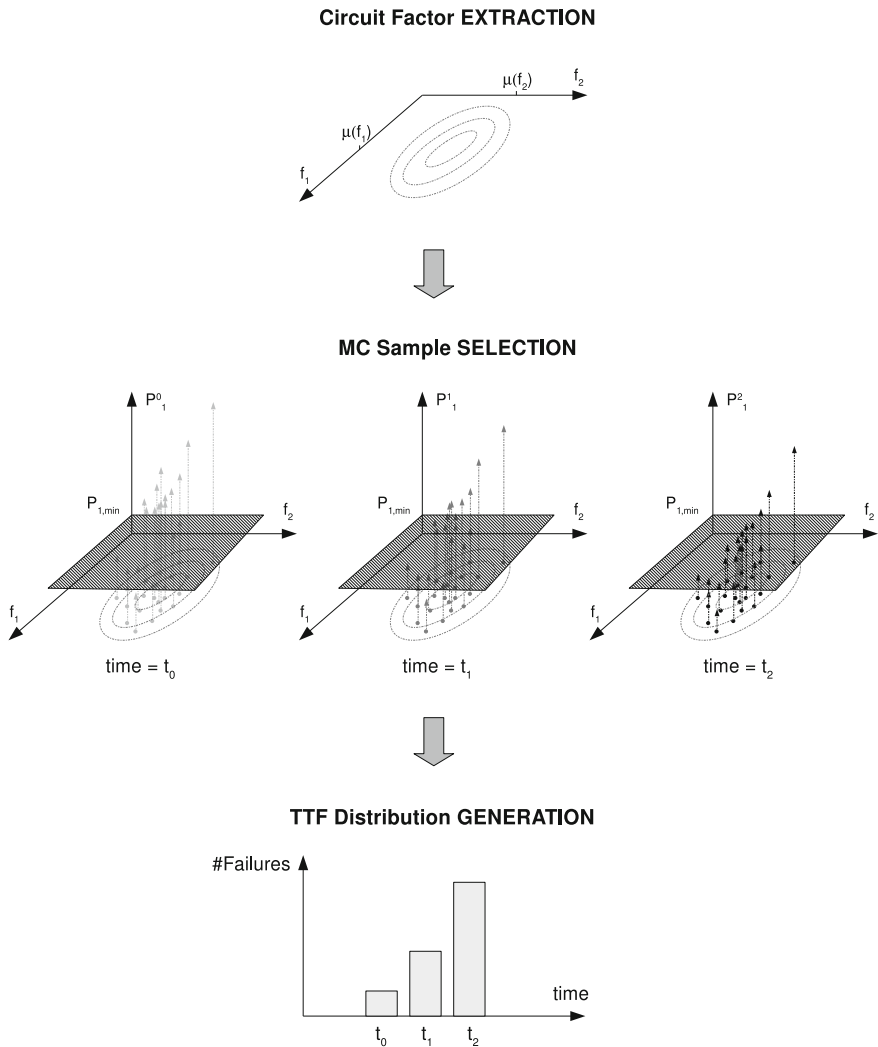 Circuit Factor EXTRACTION
μ(f₂) f₂
μ(f₁)
f₁
MC Sample SELECTION
P⁰₁ P¹₁ P²₁
P₁,min P₁,min P₁,min
f₂ f₂ f₂
f₁ f₁ f₁
time = t₀ time = t₁ time = t₂
TTF Distribution GENERATION
#Failures
time
t₀ t₁ t₂